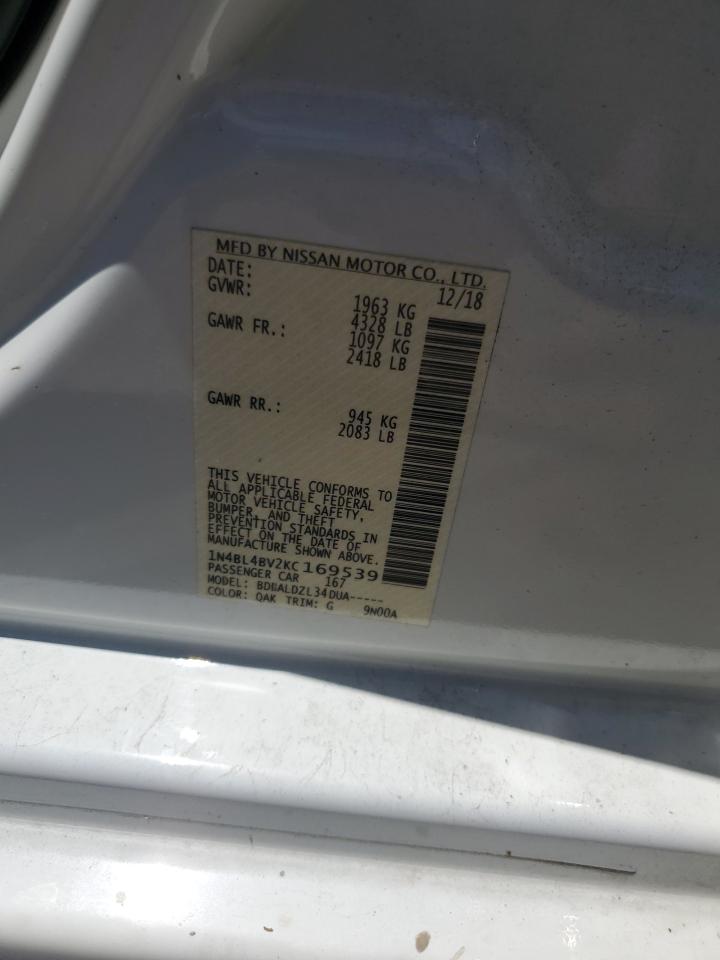 MFD BY NISSAN MOTOR CO., LTD.
DATE: 12/18
GVWR: 1963 KG
4328 LB
GAWR FR.: 1097 KG
2418 LB
GAWR RR.: 945 KG
2083 LB
THIS VEHICLE CONFORMS TO
ALL APPLICABLE FEDERAL
MOTOR VEHICLE SAFETY,
BUMPER, AND THEFT
PREVENTION STANDARDS IN
EFFECT ON THE DATE OF
MANUFACTURE SHOWN ABOVE.
1N4BL4BV2KC169539
PASSENGER CAR 167
MODEL: BDBALDZL34DUA-----
COLOR: QAK TRIM: G 9N00A